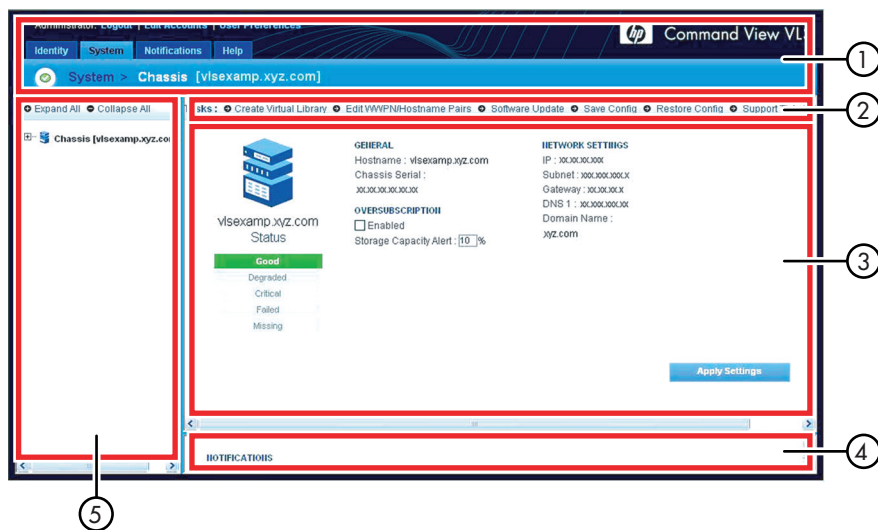 Administrator: Logout | Edit Accounts | User Preferences
hp Command View VLS
Identity System Notifications Help
System > Chassis [vlsexamp.xyz.com]
1
Expand All Collapse All
sks: Create Virtual Library Edit WWPN/Hostname Pairs Software Update Save Config Restore Config Support
2
Chassis [vlsexamp.xyz.co
vlsexamp.xyz.com
Status
Good
Degraded
Critical
Failed
Missing
GENERAL
Hostname : vlsexamp.xyz.com
Chassis Serial :
xx.xx.xx.xx.xx.xx
OVERSUBSCRIPTION
Enabled
Storage Capacity Alert : 10 %
NETWORK SETTINGS
IP : xx.xx.xx.xxx
Subnet : xxx.xxx.xxx.x
Gateway : xx.xx.xx.x
DNS 1 : xx.xxx.xxx.xx
Domain Name :
xyz.com
3
Apply Settings
NOTIFICATIONS
4
5